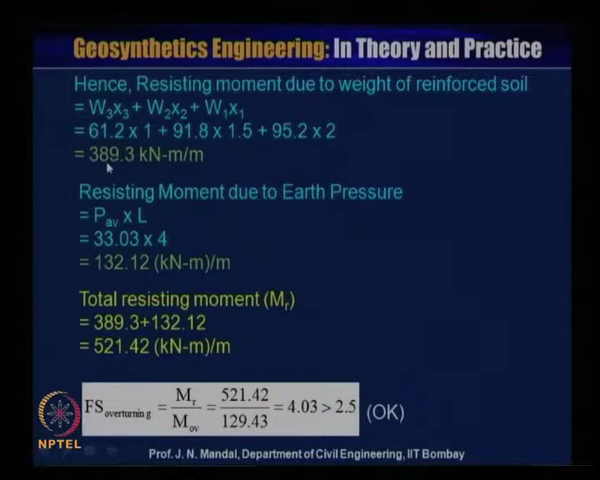 Geosynthetics Engineering: In Theory and Practice
Hence, Resisting moment due to weight of reinforced soil
= W₃x₃ + W₂x₂ + W₁x₁
= 61.2 x 1 + 91.8 x 1.5 + 95.2 x 2
= 389.3 kN-m/m
Resisting Moment due to Earth Pressure
= Pav x L
= 33.03 x 4
= 132.12 (kN-m)/m
Total resisting moment (Mr)
= 389.3+132.12
= 521.42 (kN-m)/m
FS overturning = Mr / Mov = 521.42 / 129.43 = 4.03 > 2.5 (OK)
NPTEL
Prof. J. N. Mandal, Department of Civil Engineering, IIT Bombay